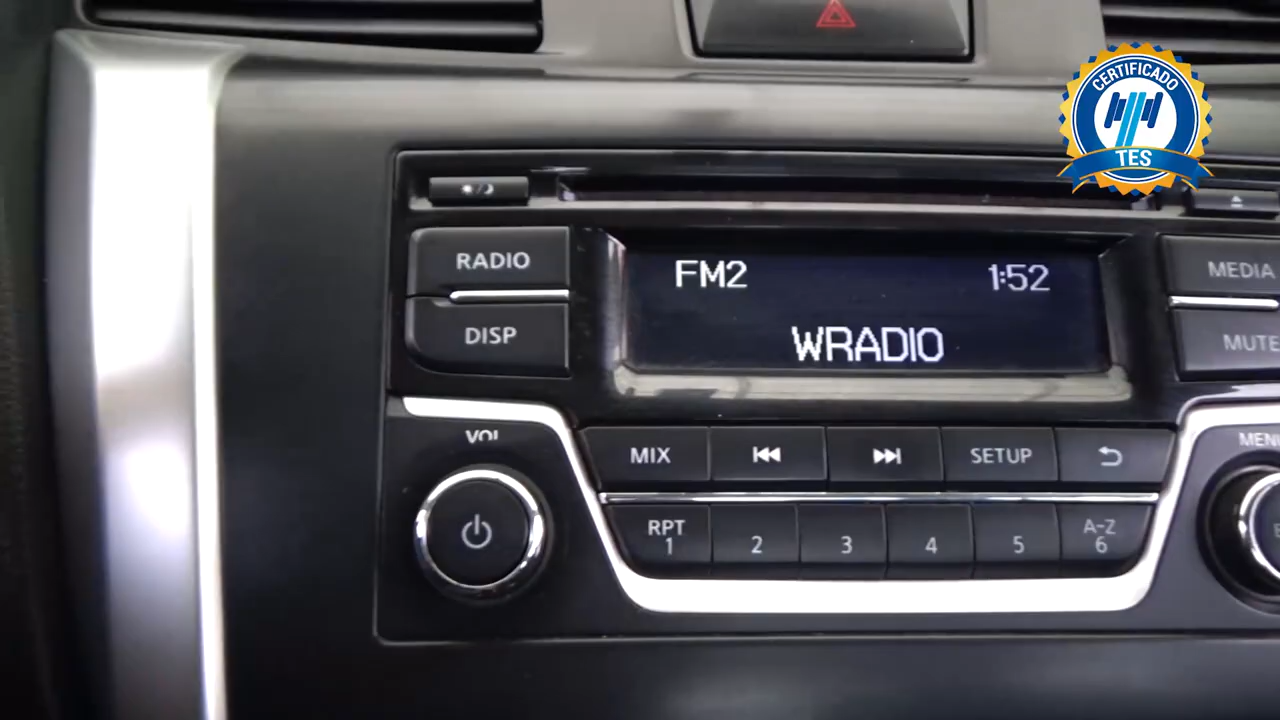 CERTIFICADO
TES
RADIO
DISP
FM2
1:52
WRADIO
MEDIA
MUTE
VOL
MIX
SETUP
MENU
RPT
1
2
3
4
5
A-Z
6